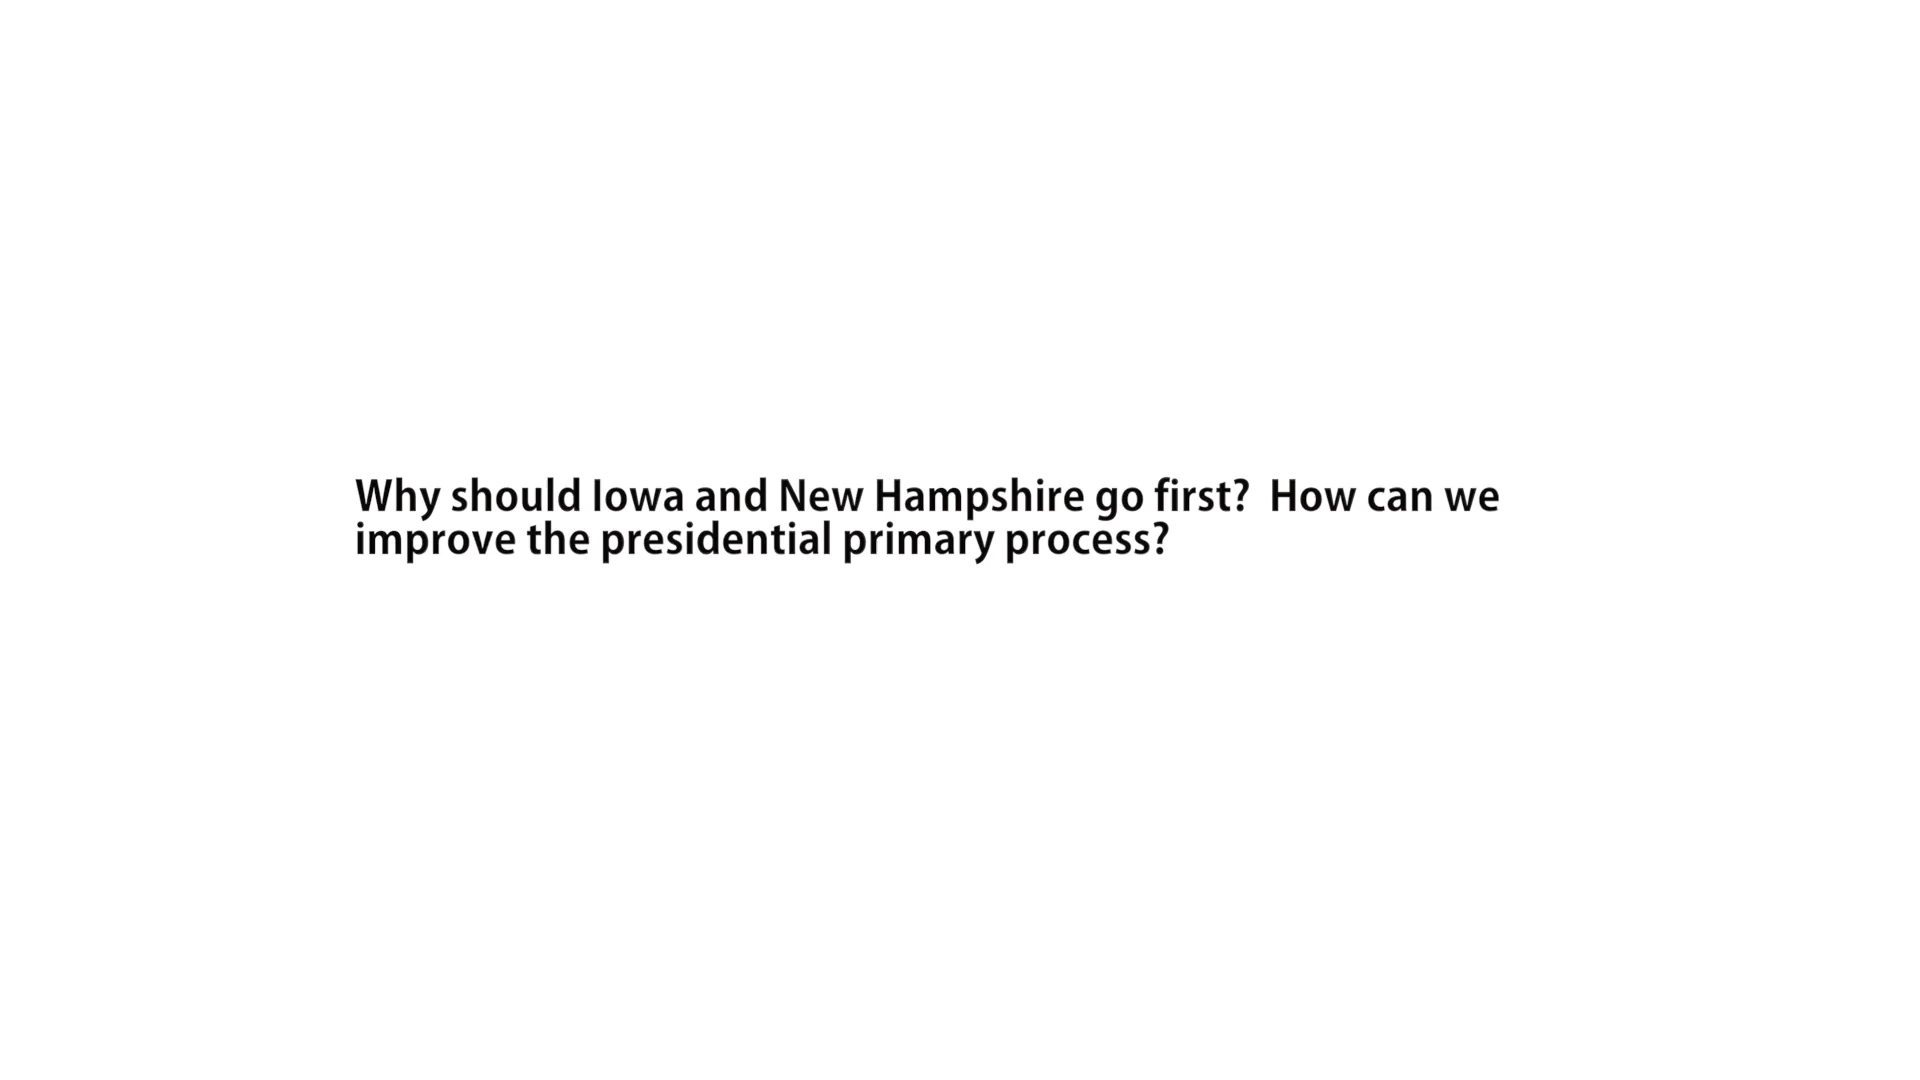 Why should Iowa and New Hampshire go first?  How can we
improve the presidential primary process?